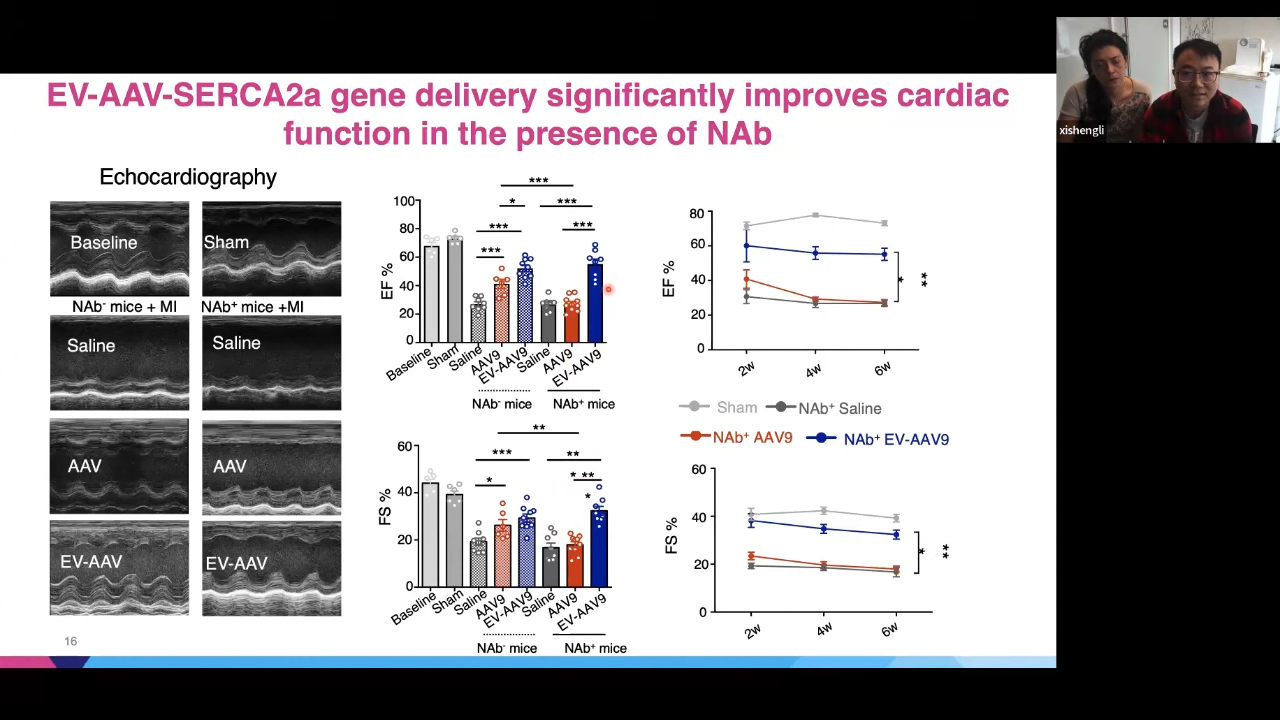 EV-AAV-SERCA2a gene delivery significantly improves cardiac
function in the presence of NAb
Echocardiography
Baseline
Sham
NAb⁻ mice + MI
NAb⁺ mice +MI
Saline
Saline
AAV
AAV
EV-AAV
EV-AAV
EF %
100
80
60
40
20
0
***
* ***
*** ***
***
Baseline
Sham
Saline
AAV9
EV-AAV9
Saline
AAV9
EV-AAV9
NAb⁻ mice
NAb⁺ mice
FS %
60
40
20
0
**
*** **
* * **
*
Baseline
Sham
Saline
AAV9
EV-AAV9
Saline
AAV9
EV-AAV9
NAb⁻ mice
NAb⁺ mice
EF %
80
60
40
20
0
2w
4w
6w
* **
Sham
NAb⁺ Saline
NAb⁺ AAV9
NAb⁺ EV-AAV9
FS %
60
40
20
0
2w
4w
6w
* **
16
xishengli